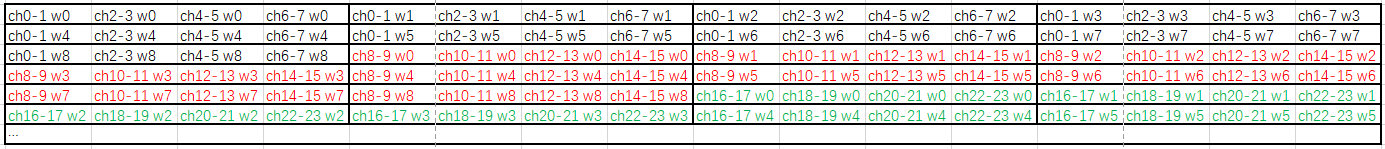 ch0-1 w0 ch2-3 w0 ch4-5 w0 ch6-7 w0 ch0-1 w1 ch2-3 w1 ch4-5 w1 ch6-7 w1 ch0-1 w2 ch2-3 w2 ch4-5 w2 ch6-7 w2 ch0-1 w3 ch2-3 w3 ch4-5 w3 ch6-7 w3
ch0-1 w4 ch2-3 w4 ch4-5 w4 ch6-7 w4 ch0-1 w5 ch2-3 w5 ch4-5 w5 ch6-7 w5 ch0-1 w6 ch2-3 w6 ch4-5 w6 ch6-7 w6 ch0-1 w7 ch2-3 w7 ch4-5 w7 ch6-7 w7
ch0-1 w8 ch2-3 w8 ch4-5 w8 ch6-7 w8 ch8-9 w0 ch10-11 w0 ch12-13 w0 ch14-15 w0 ch8-9 w1 ch10-11 w1 ch12-13 w1 ch14-15 w1 ch8-9 w2 ch10-11 w2 ch12-13 w2 ch14-15 w2
ch8-9 w3 ch10-11 w3 ch12-13 w3 ch14-15 w3 ch8-9 w4 ch10-11 w4 ch12-13 w4 ch14-15 w4 ch8-9 w5 ch10-11 w5 ch12-13 w5 ch14-15 w5 ch8-9 w6 ch10-11 w6 ch12-13 w6 ch14-15 w6
ch8-9 w7 ch10-11 w7 ch12-13 w7 ch14-15 w7 ch8-9 w8 ch10-11 w8 ch12-13 w8 ch14-15 w8 ch16-17 w0 ch18-19 w0 ch20-21 w0 ch22-23 w0 ch16-17 w1 ch18-19 w1 ch20-21 w1 ch22-23 w1
ch16-17 w2 ch18-19 w2 ch20-21 w2 ch22-23 w2 ch16-17 w3 ch18-19 w3 ch20-21 w3 ch22-23 w3 ch16-17 w4 ch18-19 w4 ch20-21 w4 ch22-23 w4 ch16-17 w5 ch18-19 w5 ch20-21 w5 ch22-23 w5
...